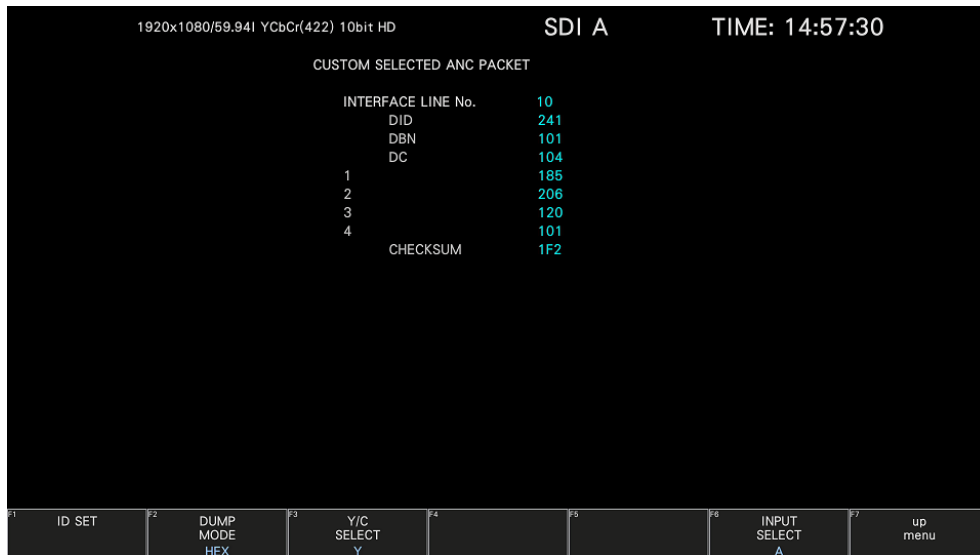 1920x1080/59.94I YCbCr(422) 10bit HD SDI A TIME: 14:57:30
CUSTOM SELECTED ANC PACKET
INTERFACE LINE No. 10
DID 241
DBN 101
DC 104
1 185
2 206
3 120
4 101
CHECKSUM 1F2
F1 ID SET
F2 DUMP MODE HEX
F3 Y/C SELECT Y
F4
F5
F6 INPUT SELECT A
F7 up menu